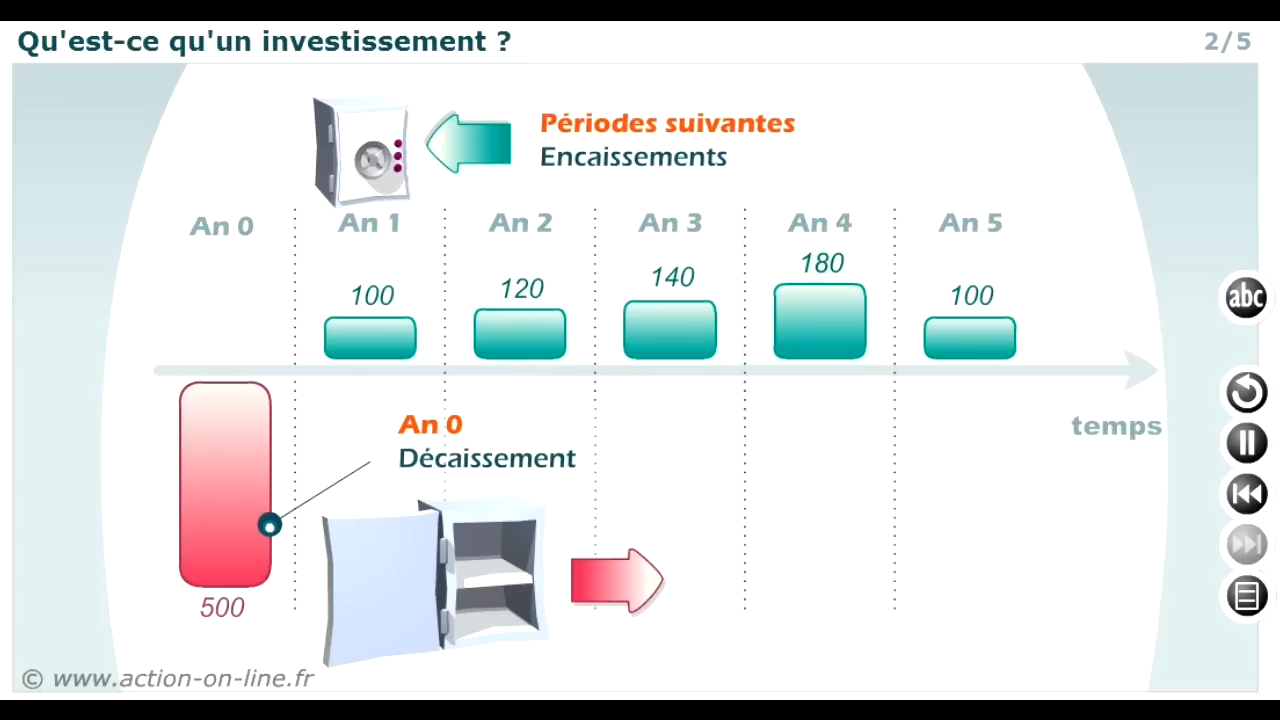 Qu'est-ce qu'un investissement ?
2/5
Périodes suivantes
Encaissements
An 0
An 1
An 2
An 3
An 4
An 5
100
120
140
180
100
abc
An 0
Décaissement
temps
500
© www.action-on-line.fr